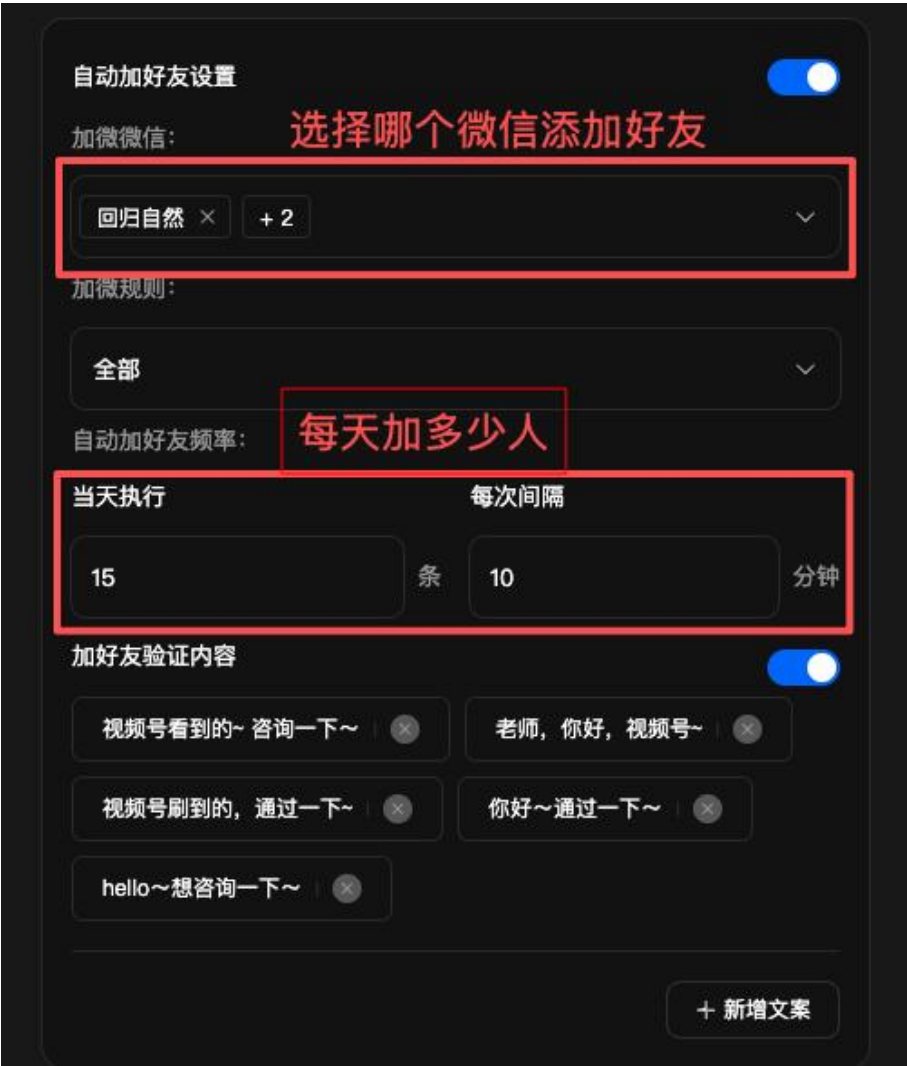 自动加好友设置
加微微信: 选择哪个微信添加好友
回归自然 × + 2
加微规则:
全部
自动加好友频率: 每天加多少人
当天执行 每次间隔
15 条 10 分钟
加好友验证内容
视频号看到的~ 咨询一下～ 老师，你好，视频号~
视频号刷到的，通过一下~ 你好～通过一下～
hello～想咨询一下～
+ 新增文案